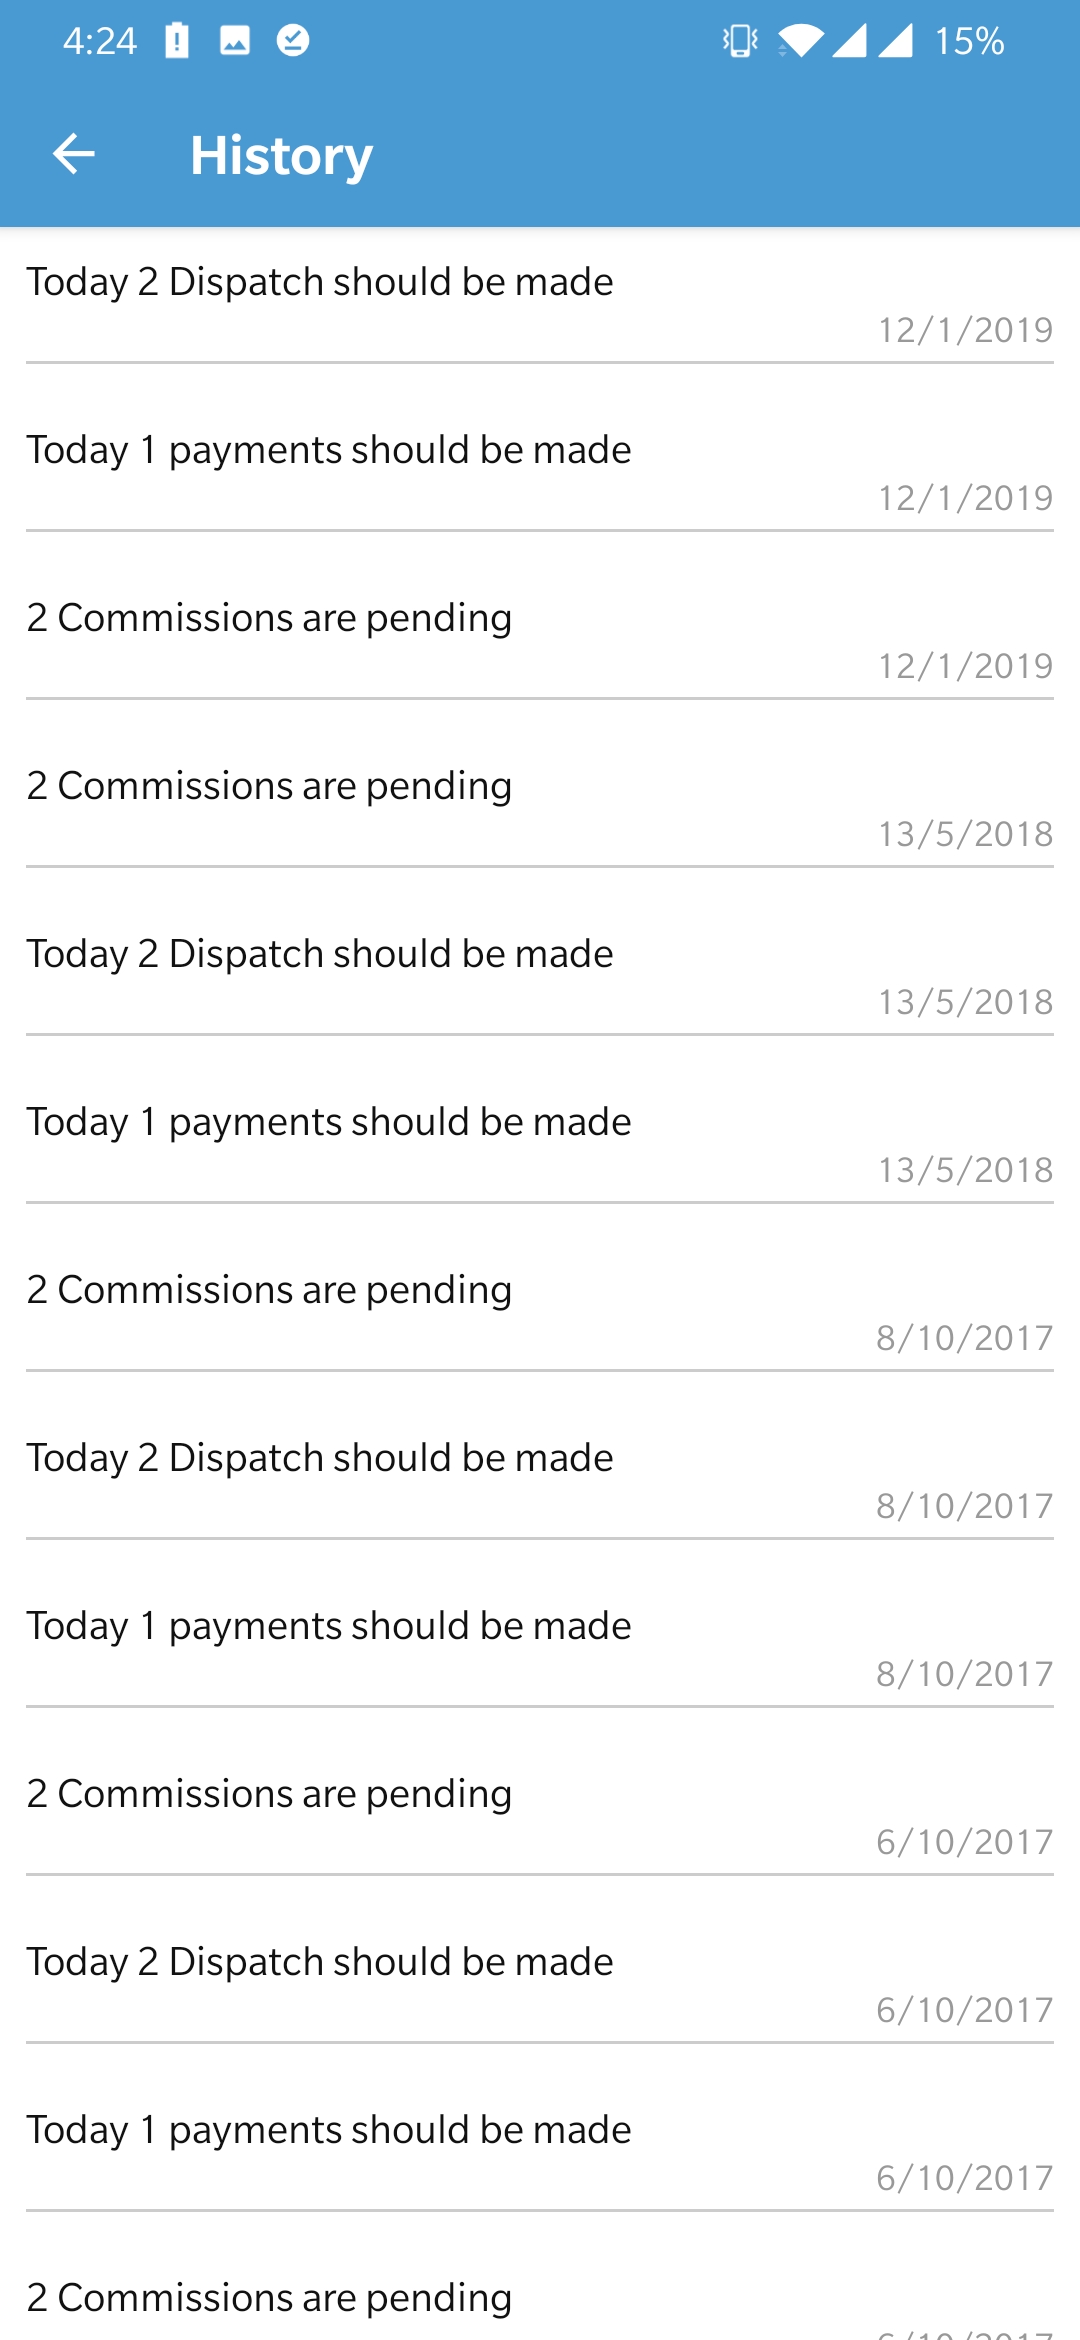 4:24
15%
History
Today 2 Dispatch should be made
12/1/2019
Today 1 payments should be made
12/1/2019
2 Commissions are pending
12/1/2019
2 Commissions are pending
13/5/2018
Today 2 Dispatch should be made
13/5/2018
Today 1 payments should be made
13/5/2018
2 Commissions are pending
8/10/2017
Today 2 Dispatch should be made
8/10/2017
Today 1 payments should be made
8/10/2017
2 Commissions are pending
6/10/2017
Today 2 Dispatch should be made
6/10/2017
Today 1 payments should be made
6/10/2017
2 Commissions are pending